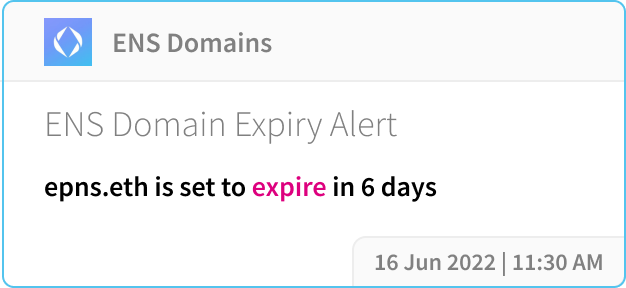 ENS Domains
ENS Domain Expiry Alert
epns.eth is set to expire in 6 days
16 Jun 2022 | 11:30 AM